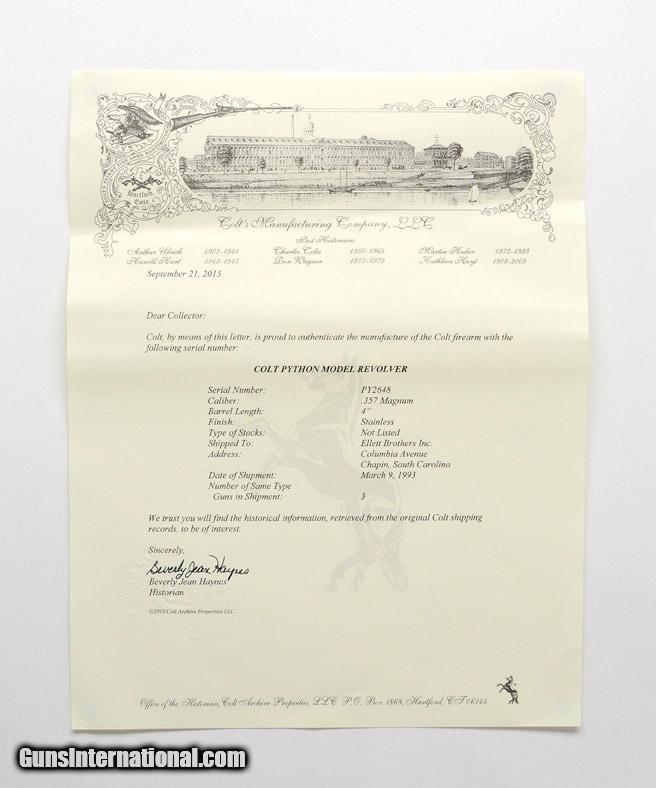 Hartford
Conn.
Colt's Manufacturing Company, LLC
Past Historians
Arthur Ulrich 1903-1941 Charles Coles 1950-1965 Martin Huber 1972-1993
Harold Hart 1942-1945 Don Wagner 1957-1972 Kathleen Hoyt 1988-2009
September 21, 2015
Dear Collector:
Colt, by means of this letter, is proud to authenticate the manufacture of the Colt firearm with the
following serial number:
COLT PYTHON MODEL REVOLVER
Serial Number: PY2648
Caliber: .357 Magnum
Barrel Length: 4"
Finish: Stainless
Type of Stocks: Not Listed
Shipped To: Ellett Brothers Inc.
Address: Columbia Avenue
Chapin, South Carolina
Date of Shipment: March 9, 1993
Number of Same Type
Guns in Shipment: 3
We trust you will find the historical information, retrieved from the original Colt shipping
records, to be of interest.
Sincerely,
Beverly Jean Haynes
Beverly Jean Haynes
Historian
©2015 Colt Archive Properties LLC
Office of the Historian, Colt Archive Properties LLC. P.O. Box 1868, Hartford, CT 06144
GunsInternational.com